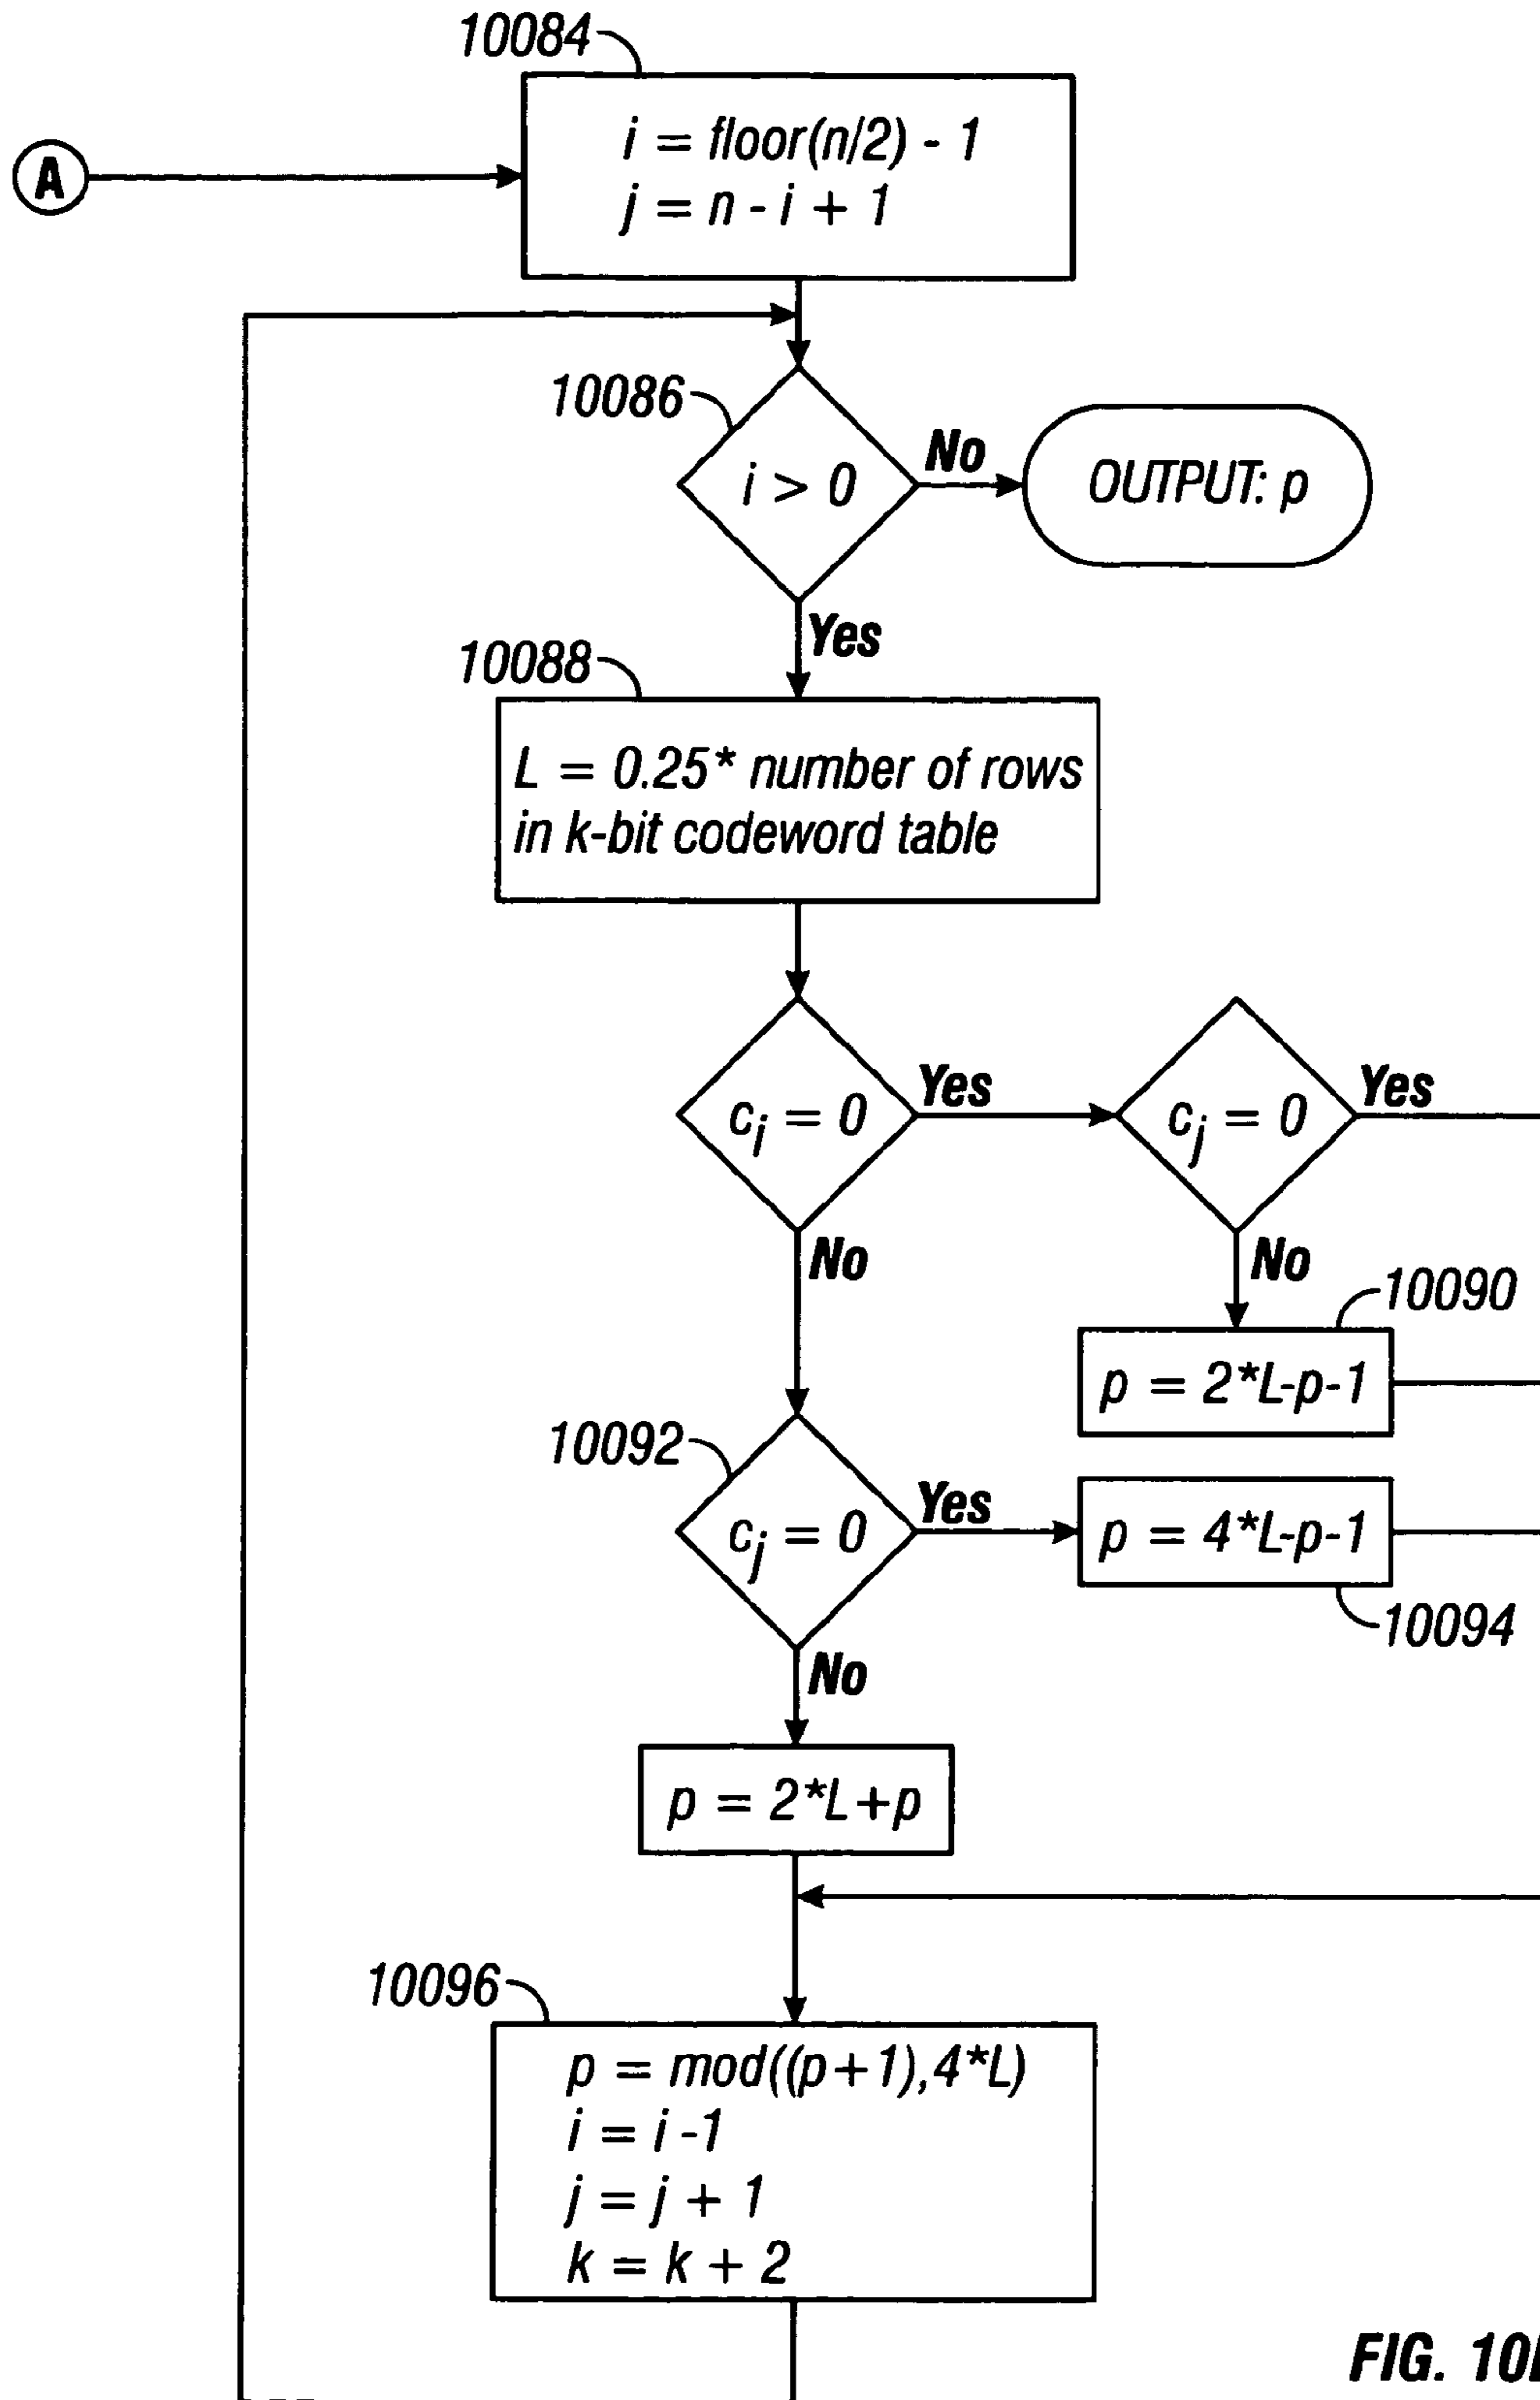 10084
i = floor(n/2) - 1
j = n - i + 1
A
10086
i > 0
No
OUTPUT: p
Yes
10088
L = 0.25* number of rows
in k-bit codeword table
c_i = 0
Yes
c_j = 0
Yes
No
No
10090
p = 2*L-p-1
10092
c_j = 0
Yes
p = 4*L-p-1
10094
No
p = 2*L+p
10096
p = mod((p+1),4*L)
i = i -1
j = j + 1
k = k + 2
FIG.